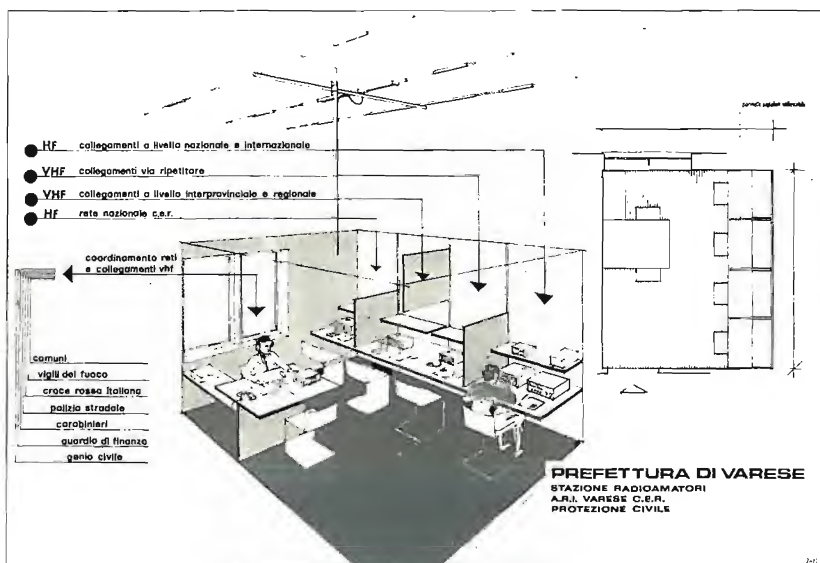 HF collegamenti a livello nazionale e internazionale
VHF collegamenti via ripetitore
VHF collegamenti a livello interprovinciale e regionale
HF rete nazionale c.e.r.
coordinamento reti
e collegamenti vhf
comuni
vigili del fuoco
croce rossa italiana
polizia stradale
carabinieri
guardia di finanza
genio civile
PREFETTURA DI VARESE
STAZIONE RADIOAMATORI
A.R.I. VARESE C.E.R.
PROTEZIONE CIVILE